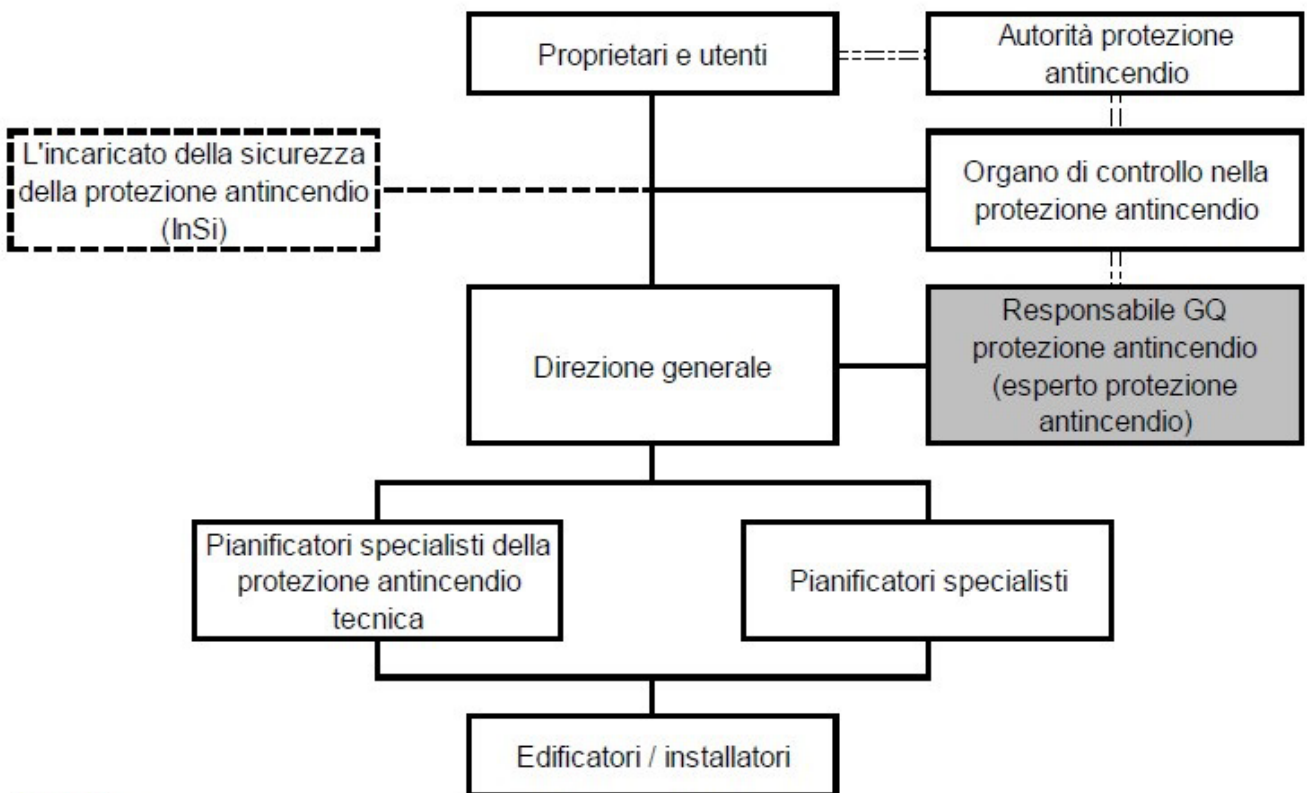 Proprietari e utenti
Autorità protezione
antincendio
L'incaricato della sicurezza
della protezione antincendio
(InSi)
Organo di controllo nella
protezione antincendio
Direzione generale
Responsabile GQ
protezione antincendio
(esperto protezione
antincendio)
Pianificatori specialisti della
protezione antincendio
tecnica
Pianificatori specialisti
Edificatori / installatori